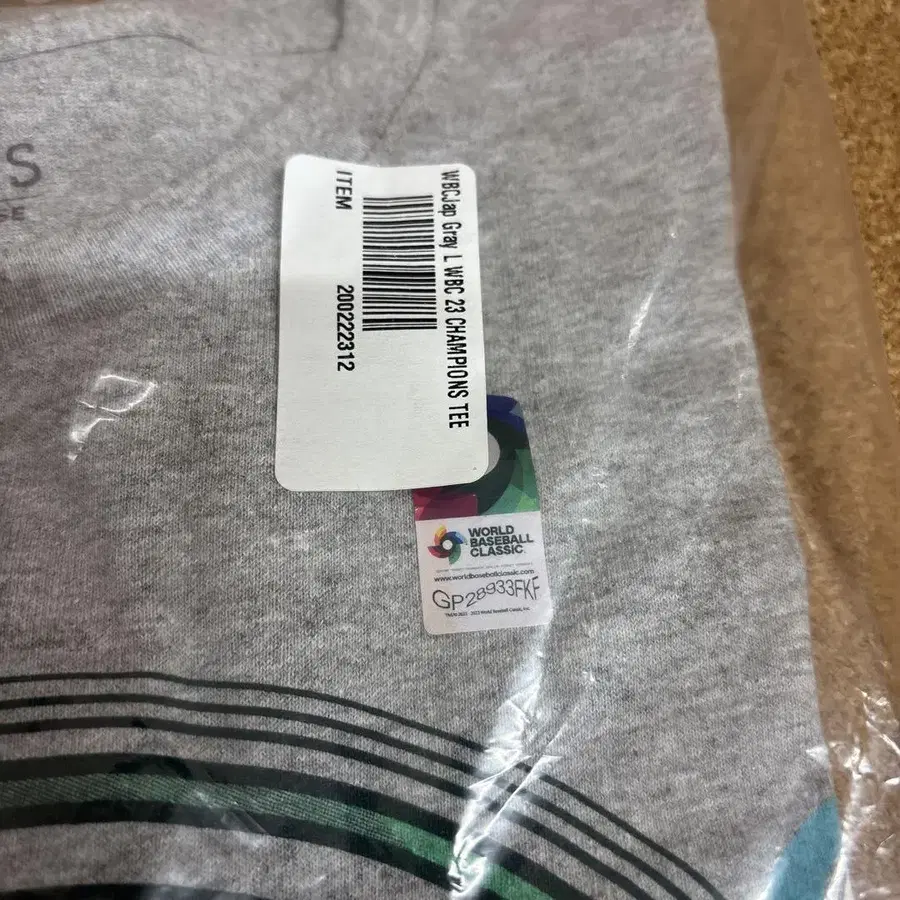 S
WBCJap Gray L WBC 23 CHAMPIONS TEE
ITEM 200222312
WORLD
BASEBALL
CLASSIC
www.worldbaseballclassic.com
GP28933FKF